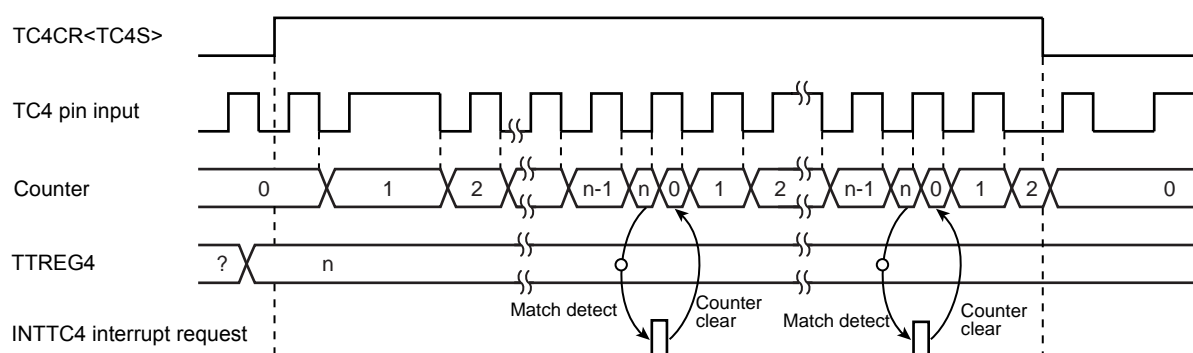 TC4CR<TC4S>
TC4 pin input
Counter
0
1
2
n-1
n
0
1
2
n-1
n
0
1
2
0
TTREG4
?
n
Match detect
Counter
clear
Match detect
Counter
clear
INTTC4 interrupt request